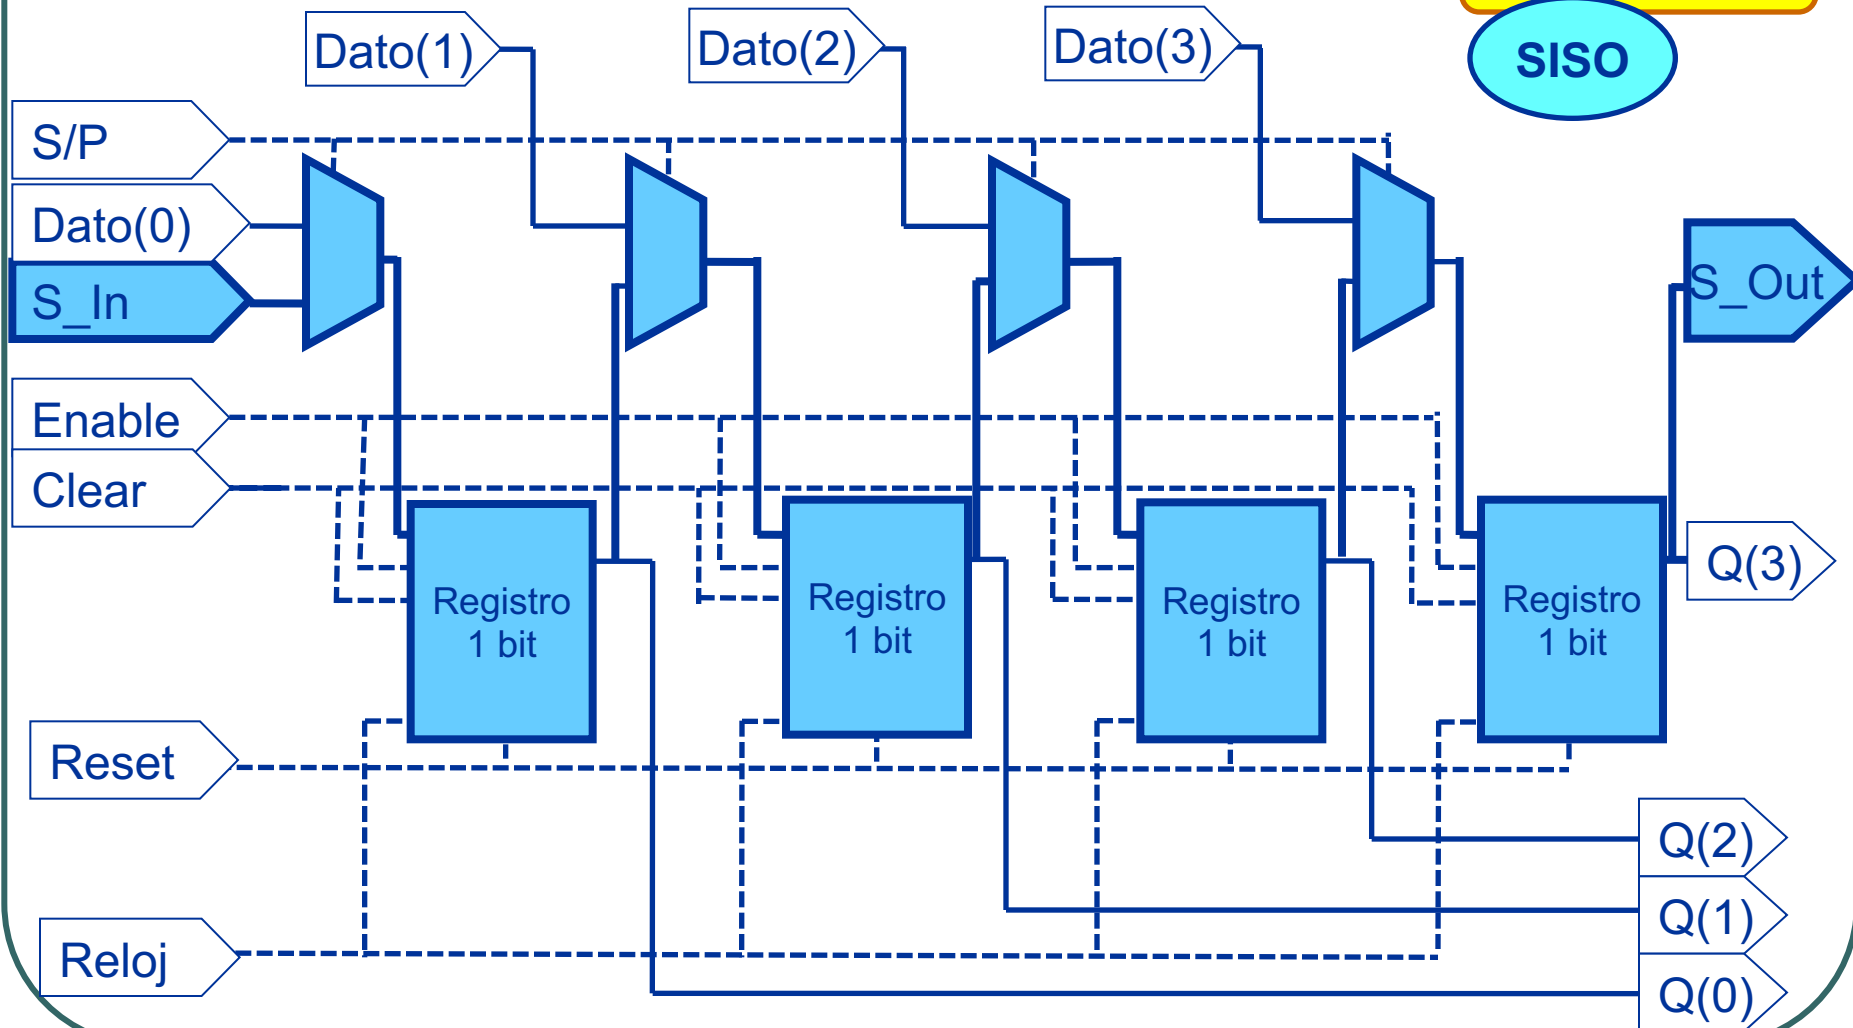 Dato(1)
Dato(2)
Dato(3)
SISO
S/P
Dato(0)
S_In
S_Out
Enable
Clear
Q(3)
Registro
1 bit
Registro
1 bit
Registro
1 bit
Registro
1 bit
Reset
Q(2)
Q(1)
Reloj
Q(0)